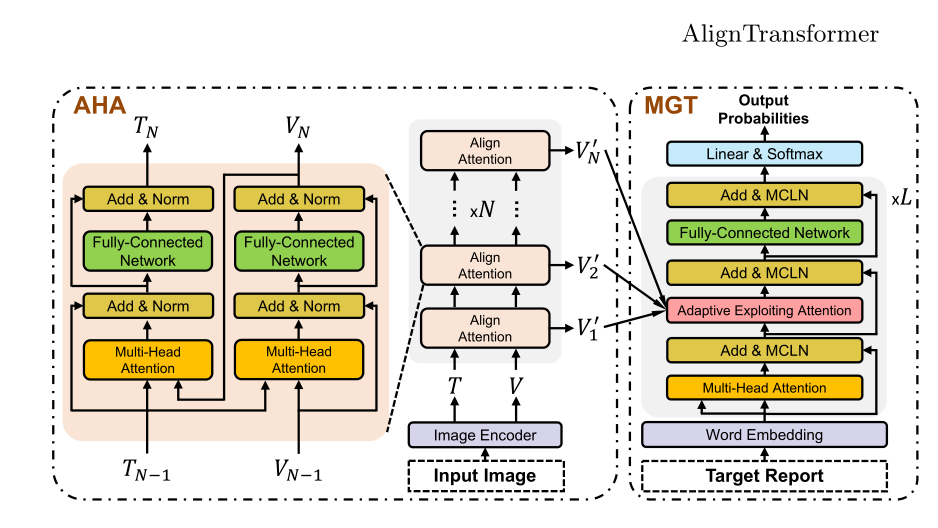 AlignTransformer
AHA
T_N
V_N
Add & Norm
Add & Norm
Fully-Connected
Network
Fully-Connected
Network
Add & Norm
Add & Norm
Multi-Head
Attention
Multi-Head
Attention
T_{N-1}
V_{N-1}
Align
Attention
V'_N
xN
Align
Attention
V'_2
Align
Attention
V'_1
T
V
Image Encoder
Input Image
MGT
Output
Probabilities
Linear & Softmax
Add & MCLN
xL
Fully-Connected Network
Add & MCLN
Adaptive Exploiting Attention
Add & MCLN
Multi-Head Attention
Word Embedding
Target Report